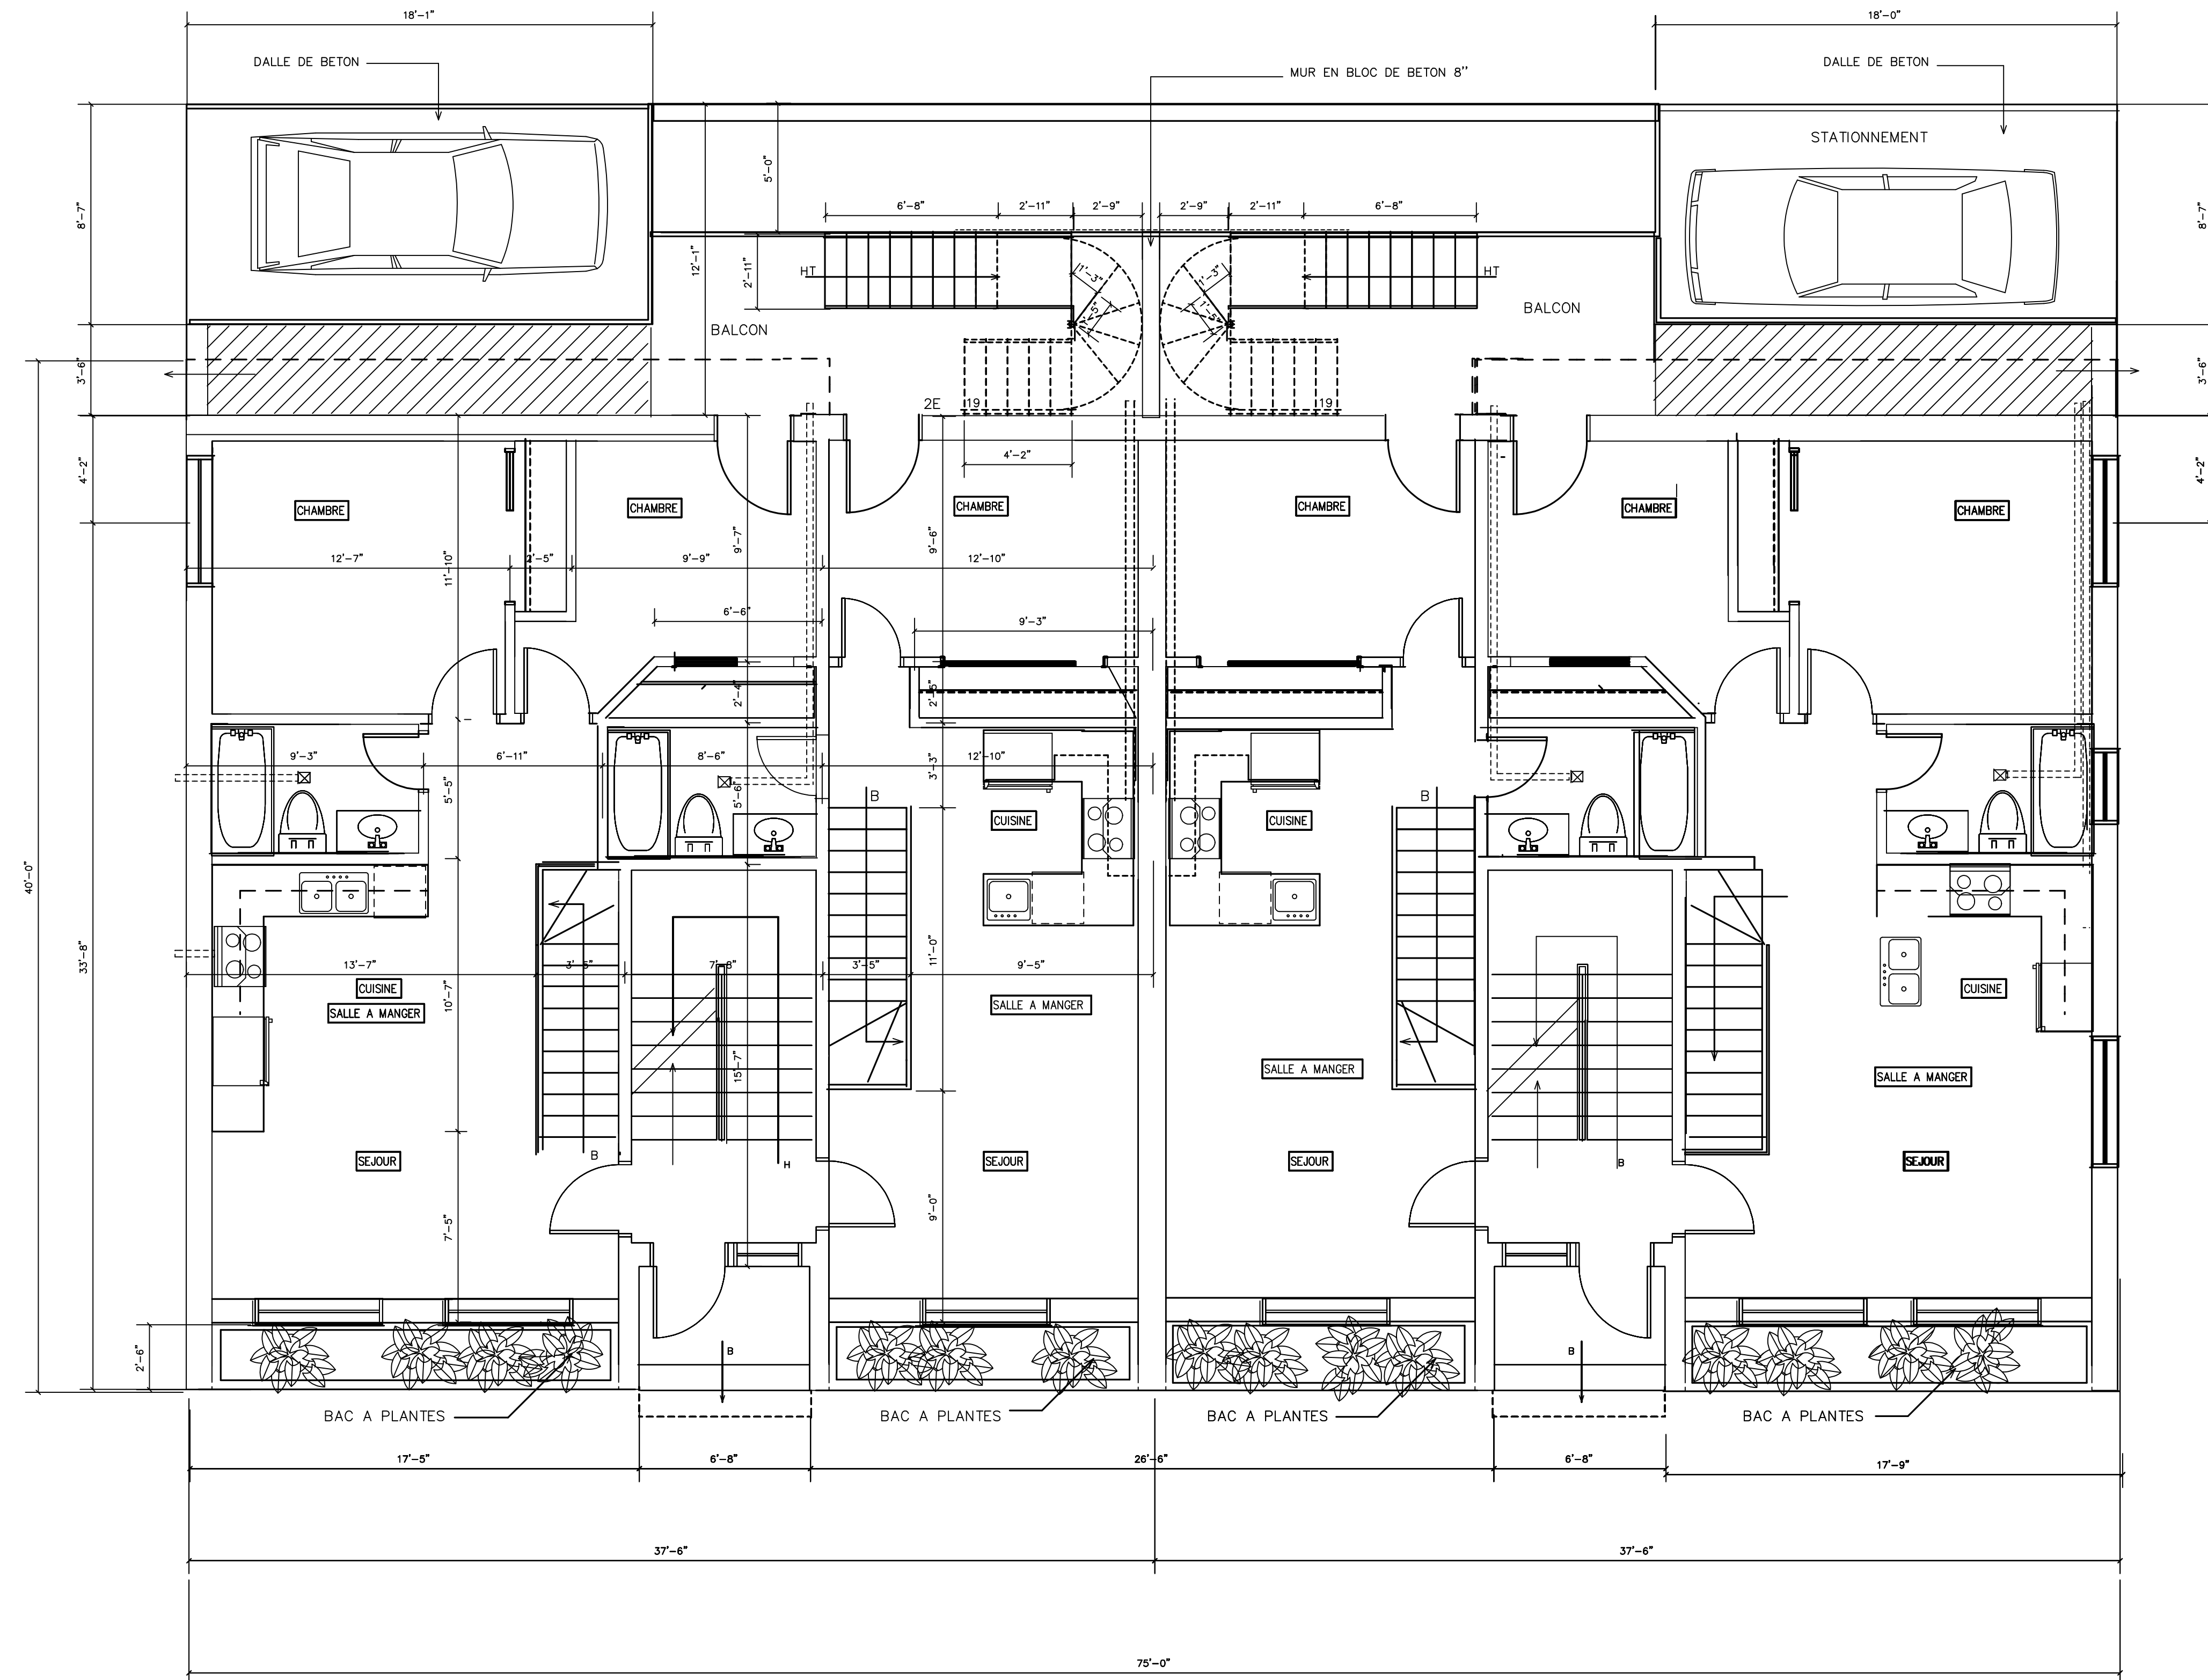 18'-1"
18'-0"
DALLE DE BETON
MUR EN BLOC DE BETON 8''
DALLE DE BETON
STATIONNEMENT
8'-7"
5'-0"
12'-1"
6'-8"
2'-11"
2'-9"
2'-9"
2'-11"
6'-8"
8'-7"
2'-11"
HT
1'-3"
1'-3"
HT
BALCON
BALCON
3'-6"
3'-6"
2E
19
19
4'-2"
4'-2"
4'-2"
CHAMBRE
CHAMBRE
CHAMBRE
CHAMBRE
CHAMBRE
CHAMBRE
9'-7"
9'-6"
12'-7"
2'-5"
9'-9"
12'-10"
11'-10"
6'-6"
9'-3"
2'-4"
9'-3"
6'-11"
8'-6"
12'-10"
3'-3"
5'-5"
5'-6"
B
B
CUISINE
CUISINE
40'-0"
33'-8"
13'-7"
3'-5"
7'-8"
3'-5"
11'-0"
9'-5"
CUISINE
SALLE A MANGER
10'-7"
SALLE A MANGER
CUISINE
15'-7"
SALLE A MANGER
SALLE A MANGER
B
H
B
SEJOUR
SEJOUR
SEJOUR
SEJOUR
7'-5"
9'-0"
2'-6"
B
B
BAC A PLANTES
BAC A PLANTES
BAC A PLANTES
BAC A PLANTES
17'-5"
6'-8"
26'-6"
6'-8"
17'-9"
37'-6"
37'-6"
75'-0"